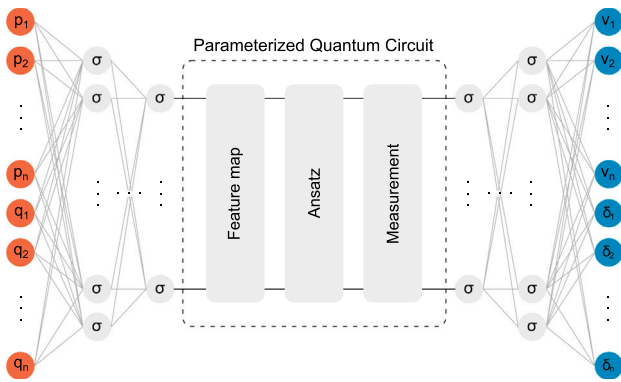 Parameterized Quantum Circuit
p₁
p₂
pₙ
q₁
q₂
qₙ
σ
σ
σ
σ
σ
σ
Feature map
Ansatz
Measurement
σ
σ
σ
σ
σ
σ
v₁
v₂
vₙ
δ₁
δ₂
δₙ